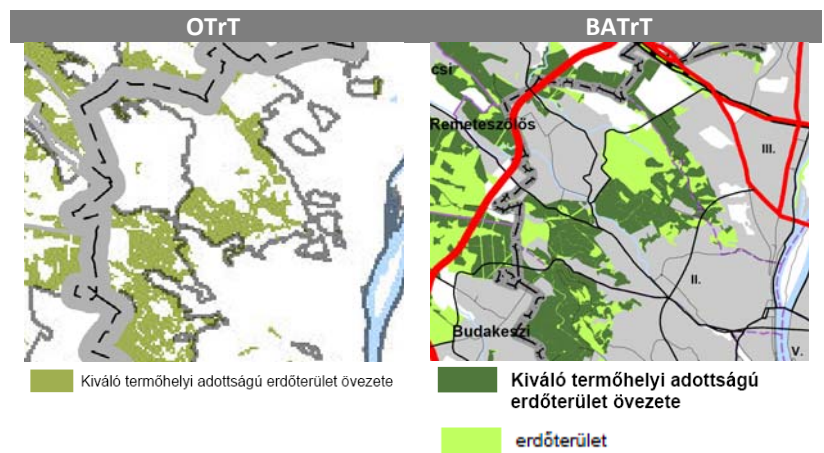 OTrT
BATrT
csi
Remeteszőlős
III.
II.
Budakeszi
V.
Kiváló termőhelyi adottságú erdőterület övezete
Kiváló termőhelyi adottságú
erdőterület övezete
erdőterület